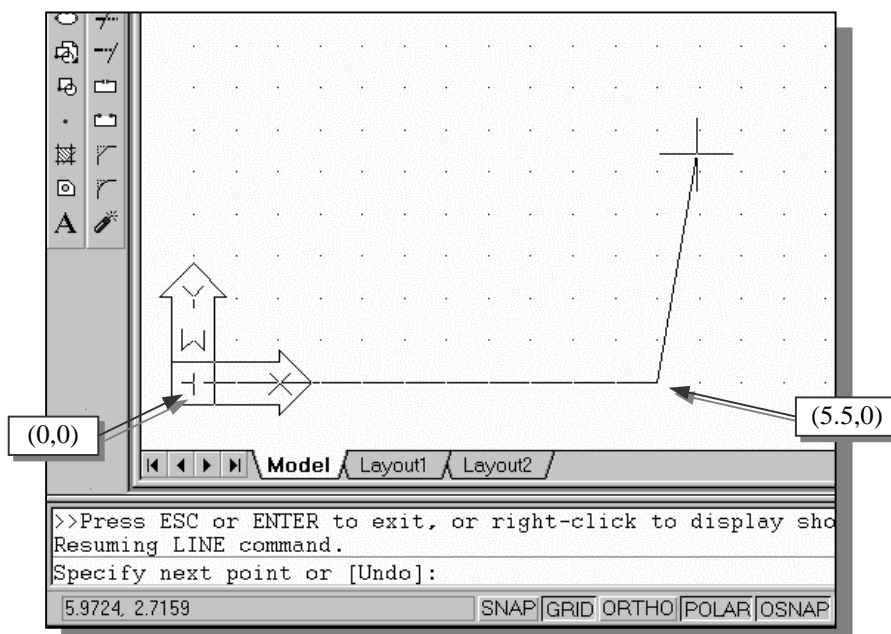 A
Y
W
X
(0,0)
(5.5,0)
Model Layout1 Layout2
>>Press ESC or ENTER to exit, or right-click to display sho
Resuming LINE command.
Specify next point or [Undo]:
5.9724, 2.7159 SNAP GRID ORTHO POLAR OSNAP